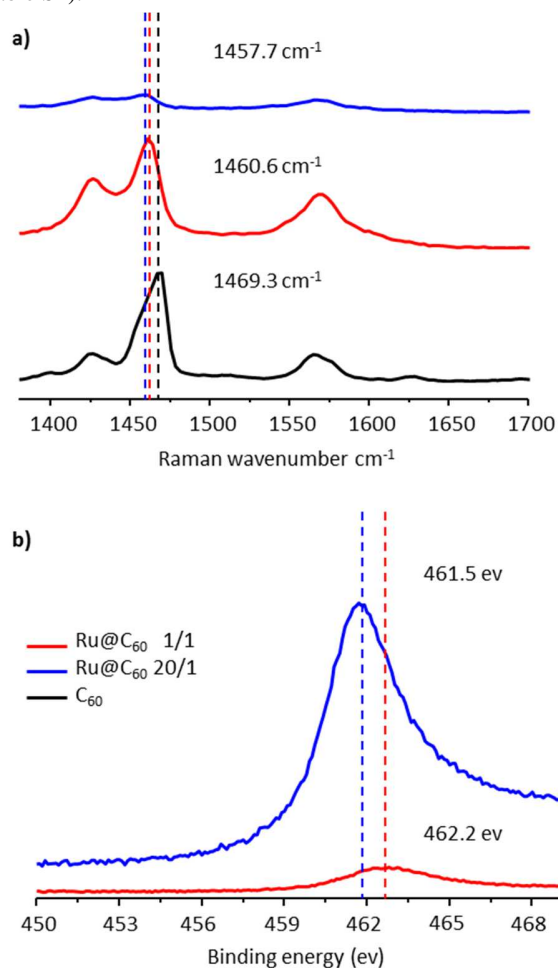 a)
1457.7 cm-1
1460.6 cm-1
1469.3 cm-1
1400 1450 1500 1550 1600 1650 1700
Raman wavenumber cm-1
b)
461.5 ev
Ru@C60 1/1
Ru@C60 20/1
C60
462.2 ev
450 453 456 459 462 465 468
Binding energy (ev)